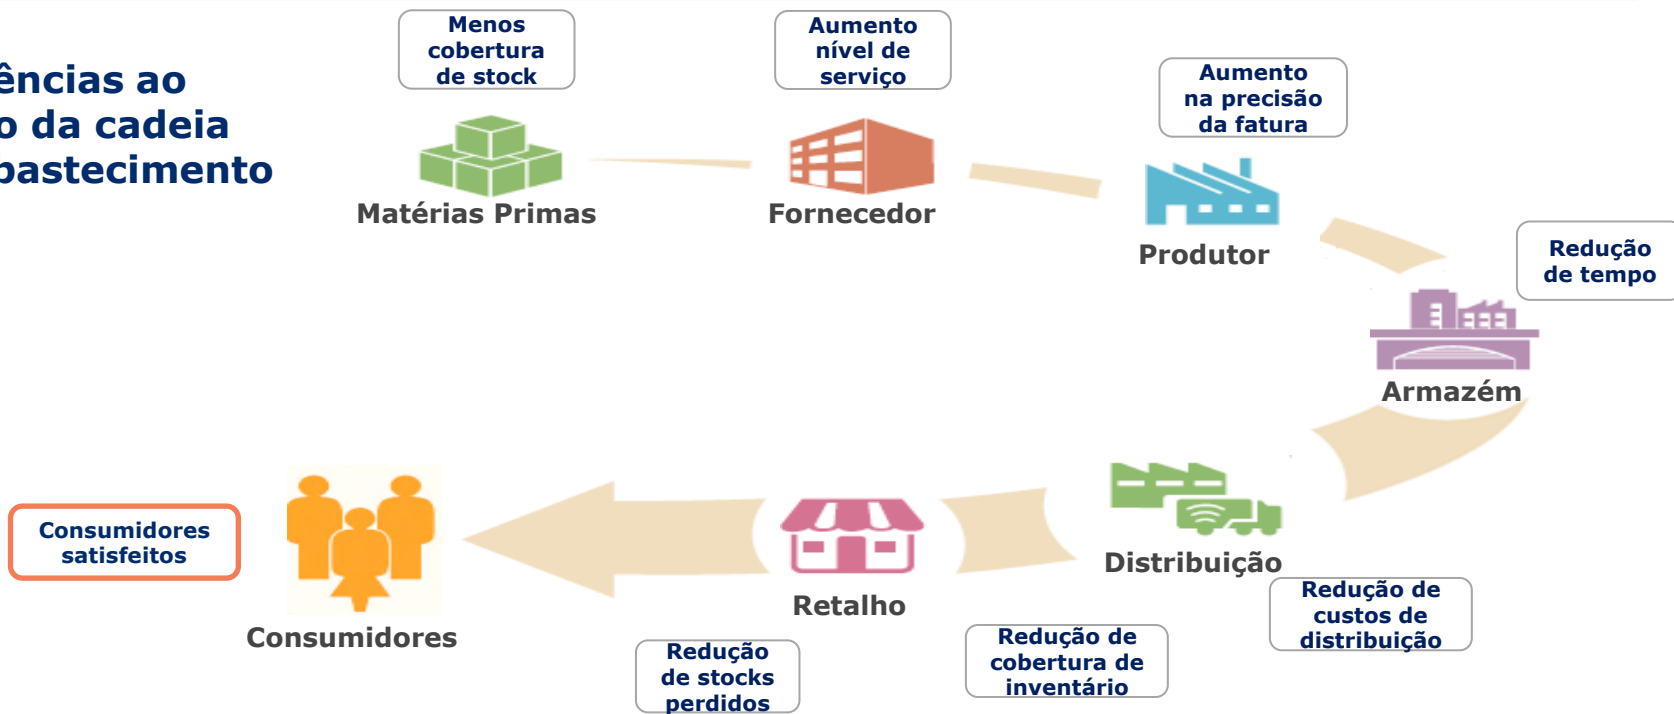 ências ao
o da cadeia
bastecimento
Menos
cobertura
de stock
Matérias Primas
Aumento
nível de
serviço
Fornecedor
Aumento
na precisão
da fatura
Produtor
Redução
de tempo
Armazém
Distribuição
Redução de
custos de
distribuição
Redução de
cobertura de
inventário
Retalho
Redução
de stocks
perdidos
Consumidores
Consumidores
satisfeitos